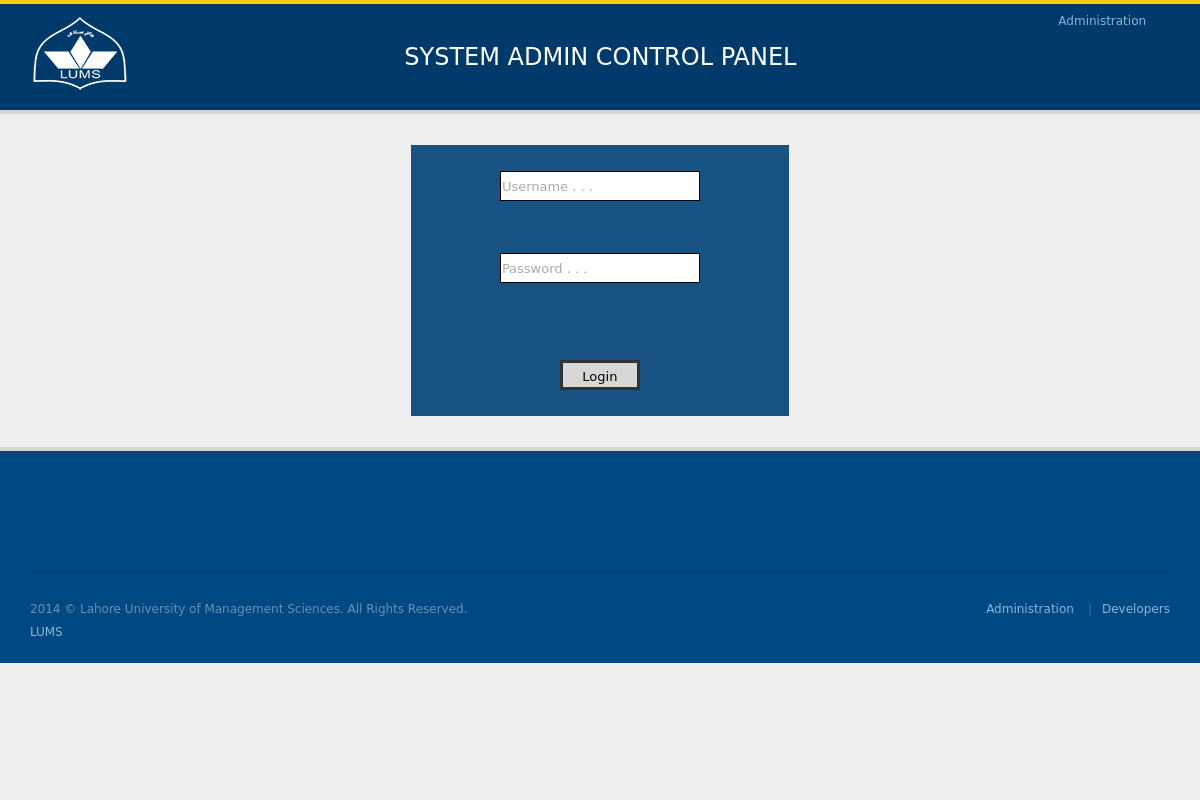 Administration
LUMS
SYSTEM ADMIN CONTROL PANEL
Username . . .
Password . . .
Login
2014 © Lahore University of Management Sciences. All Rights Reserved.
Administration | Developers
LUMS